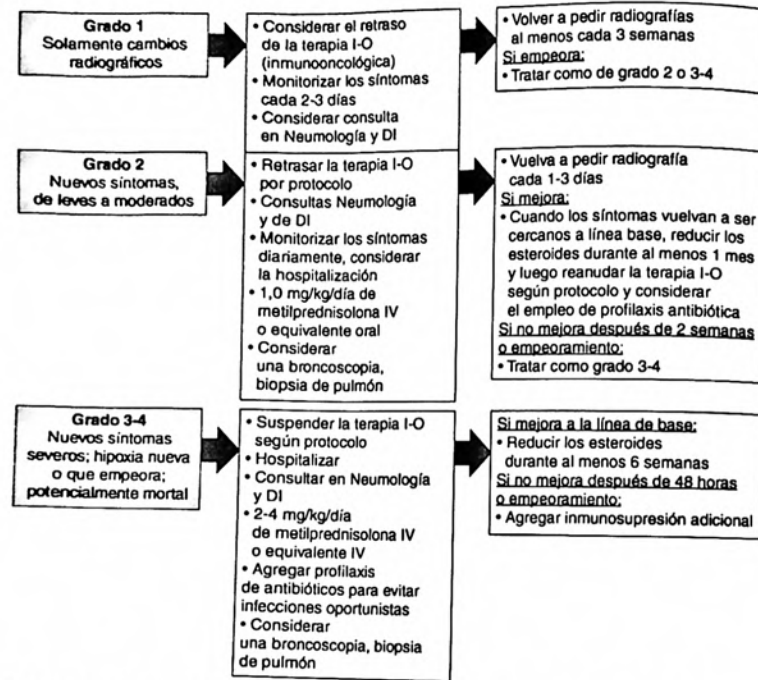 Grado 1
Solamente cambios
radiográficos
• Considerar el retraso
de la terapia I-O
(inmunooncológica)
• Monitorizar los síntomas
cada 2-3 días
• Considerar consulta
en Neumología y DI
• Volver a pedir radiografías
al menos cada 3 semanas
Si empeora:
• Tratar como de grado 2 o 3-4
Grado 2
Nuevos síntomas,
de leves a moderados
• Retrasar la terapia I-O
por protocolo
• Consultas Neumología
y de DI
• Monitorizar los síntomas
diariamente, considerar
la hospitalización
• 1,0 mg/kg/día de
metilprednisolona IV
o equivalente oral
• Considerar
una broncoscopia,
biopsia de pulmón
• Vuelva a pedir radiografía
cada 1-3 días
Si mejora:
• Cuando los síntomas vuelvan a ser
cercanos a línea base, reducir los
esteroides durante al menos 1 mes
y luego reanudar la terapia I-O
según protocolo y considerar
el empleo de profilaxis antibiótica
Si no mejora después de 2 semanas
o empeoramiento:
• Tratar como grado 3-4
Grado 3-4
Nuevos síntomas
severos; hipoxia nueva
o que empeora;
potencialmente mortal
• Suspender la terapia I-O
según protocolo
• Hospitalizar
• Consultar en Neumología
y DI
• 2-4 mg/kg/día
de metilprednisolona IV
o equivalente IV
• Agregar profilaxis
de antibióticos para evitar
infecciones oportunistas
• Considerar
una broncoscopia, biopsia
de pulmón
Si mejora a la línea de base:
• Reducir los esteroides
durante al menos 6 semanas
Si no mejora después de 48 horas
o empeoramiento:
• Agregar inmunosupresión adicional